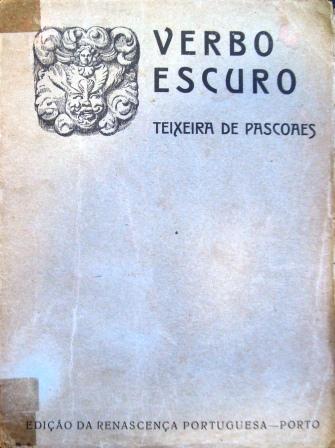 VERBO
ESCURO
TEIXEIRA DE PASCOAES
EDIÇÃO DA RENASCENÇA PORTUGUESA—PORTO